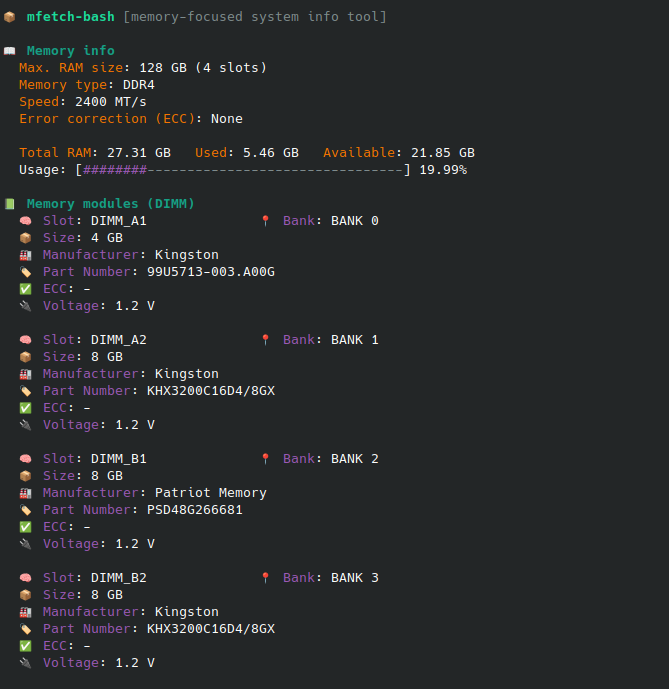 mfetch-bash [memory-focused system info tool]
Memory info
Max. RAM size: 128 GB (4 slots)
Memory type: DDR4
Speed: 2400 MT/s
Error correction (ECC): None
Total RAM: 27.31 GB   Used: 5.46 GB   Available: 21.85 GB
Usage: [########--------------------------------] 19.99%
Memory modules (DIMM)
Slot: DIMM_A1 Bank: BANK 0
Size: 4 GB
Manufacturer: Kingston
Part Number: 99U5713-003.A00G
ECC: –
Voltage: 1.2 V
Slot: DIMM_A2 Bank: BANK 1
Size: 8 GB
Manufacturer: Kingston
Part Number: KHX3200C16D4/8GX
ECC: –
Voltage: 1.2 V
Slot: DIMM_B1 Bank: BANK 2
Size: 8 GB
Manufacturer: Patriot Memory
Part Number: PSD48G266681
ECC: –
Voltage: 1.2 V
Slot: DIMM_B2 Bank: BANK 3
Size: 8 GB
Manufacturer: Kingston
Part Number: KHX3200C16D4/8GX
ECC: –
Voltage: 1.2 V